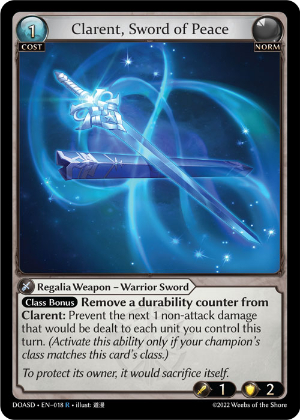 Clarent, Sword of Peace
1
COST
NORM
Regalia Weapon – Warrior Sword
Class Bonus Remove a durability counter from
Clarent: Prevent the next 1 non-attack damage
that would be dealt to each unit you control this
turn. (Activate this ability only if your champion's
class matches this card's class.)
To protect its owner, it would sacrifice itself.
1 2
DOASD • EN-018 R • illust: 道湯
©2022 Weebs of the Shore